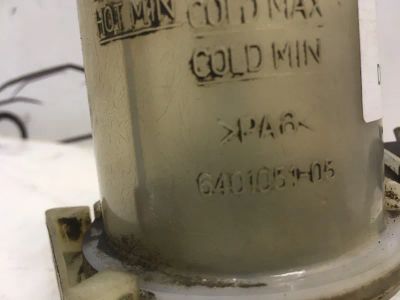 HOT MIN
COLD MAX
COLD MIN
>PA6<
6401051-05